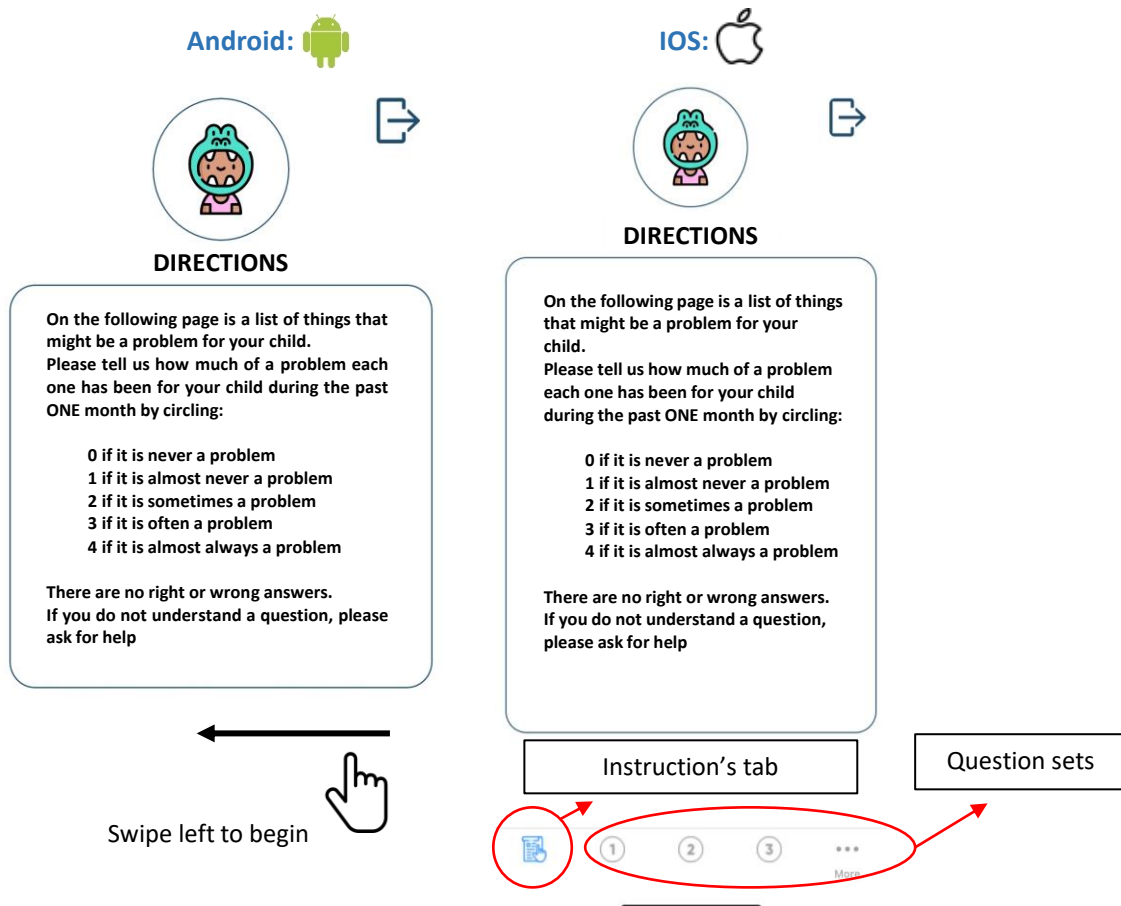 Android:
DIRECTIONS
On the following page is a list of things that
might be a problem for your child.
Please tell us how much of a problem each
one has been for your child during the past
ONE month by circling:
0 if it is never a problem
1 if it is almost never a problem
2 if it is sometimes a problem
3 if it is often a problem
4 if it is almost always a problem
There are no right or wrong answers.
If you do not understand a question, please
ask for help
Swipe left to begin
IOS:
DIRECTIONS
On the following page is a list of things
that might be a problem for your
child.
Please tell us how much of a problem
each one has been for your child
during the past ONE month by circling:
0 if it is never a problem
1 if it is almost never a problem
2 if it is sometimes a problem
3 if it is often a problem
4 if it is almost always a problem
There are no right or wrong answers.
If you do not understand a question,
please ask for help
Instruction’s tab
Question sets
1 2 3
More